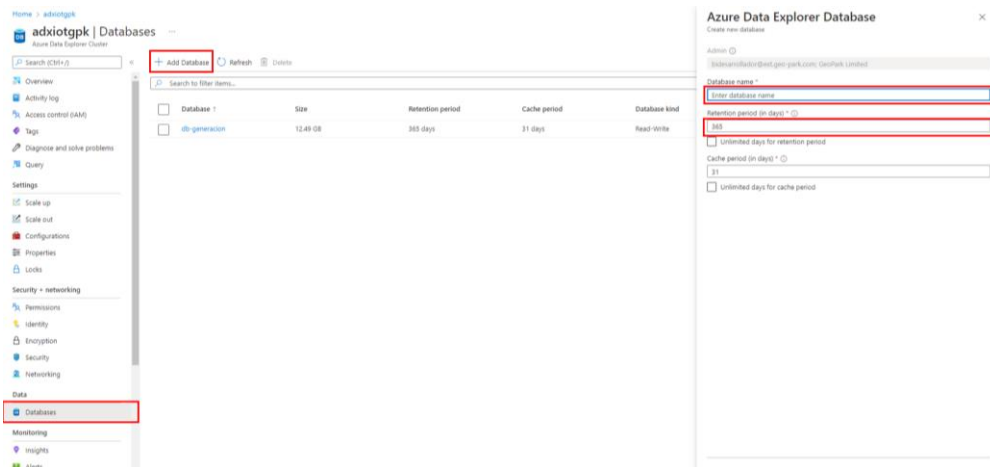 Home > adxiotgpk
adxiotgpk | Databases ...
Azure Data Explorer Cluster
Search (Ctrl+/)
«
Overview
Activity log
Access control (IAM)
Tags
Diagnose and solve problems
Query
Settings
Scale up
Scale out
Configurations
Properties
Locks
Security + networking
Permissions
Identity
Encryption
Security
Networking
Data
Databases
Monitoring
Insights
Alerts
+ Add Database Refresh Delete
Search to filter items...
Database ↑ Size Retention period Cache period Database kind
db-generacion 12.49 GB 365 days 31 days Read-Write
Azure Data Explorer Database
Create new database
Admin
GeoPark Limited
Database name *
Enter database name
Retention period (in days) *
365
Unlimited days for retention period
Cache period (in days) *
31
Unlimited days for cache period